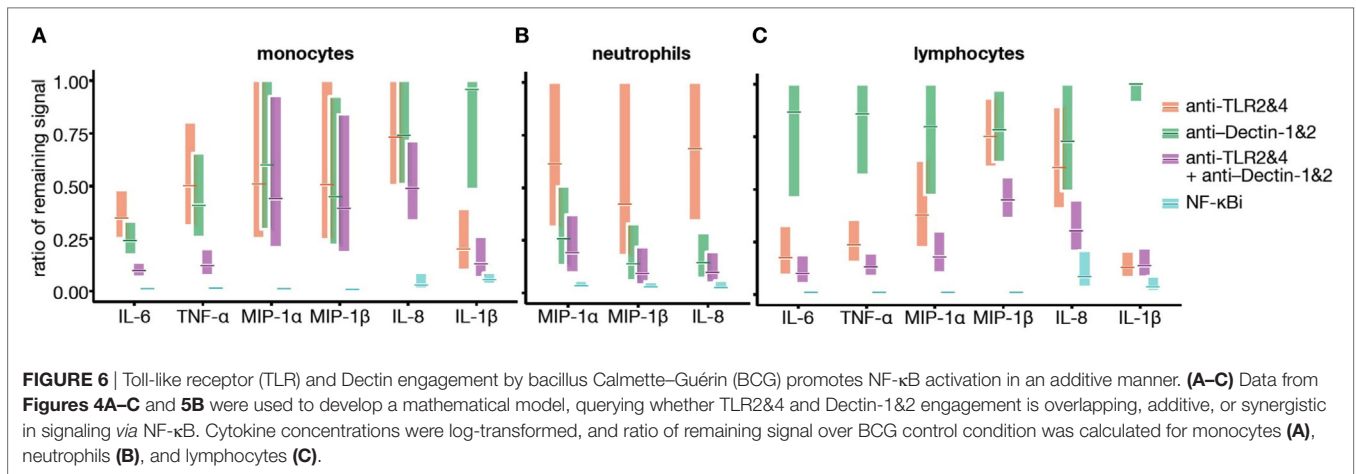 A
monocytes
B
neutrophils
C
lymphocytes
ratio of remaining signal
1.00
0.75
0.50
0.25
0.00
IL-6 TNF-α MIP-1α MIP-1β IL-8 IL-1β
MIP-1α MIP-1β IL-8
IL-6 TNF-α MIP-1α MIP-1β IL-8 IL-1β
anti-TLR2&4
anti–Dectin-1&2
anti-TLR2&4
+ anti–Dectin-1&2
NF-κBi
FIGURE 6 | Toll-like receptor (TLR) and Dectin engagement by bacillus Calmette–Guérin (BCG) promotes NF-κB activation in an additive manner. (A–C) Data from
Figures 4A–C and 5B were used to develop a mathematical model, querying whether TLR2&4 and Dectin-1&2 engagement is overlapping, additive, or synergistic
in signaling via NF-κB. Cytokine concentrations were log-transformed, and ratio of remaining signal over BCG control condition was calculated for monocytes (A),
neutrophils (B), and lymphocytes (C).